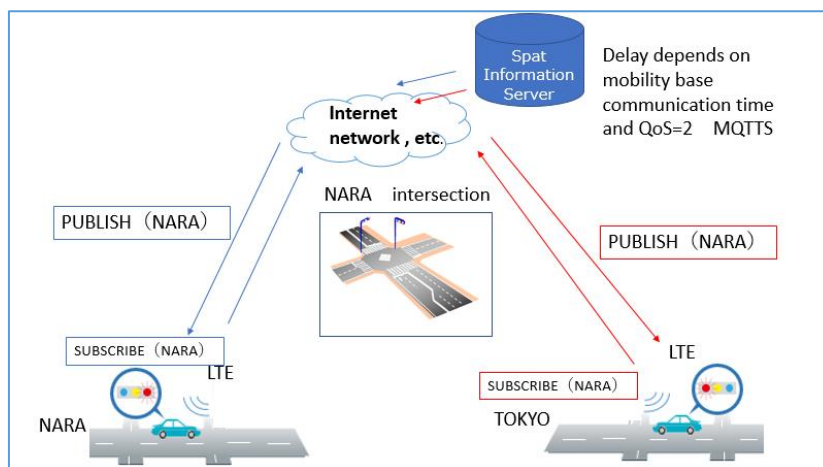 Spat
Information
Server
Delay depends on
mobility base
communication time
and QoS=2 MQTTS
Internet
network , etc.
NARA intersection
PUBLISH（NARA）
PUBLISH（NARA）
SUBSCRIBE（NARA）
LTE
NARA
LTE
SUBSCRIBE（NARA）
TOKYO